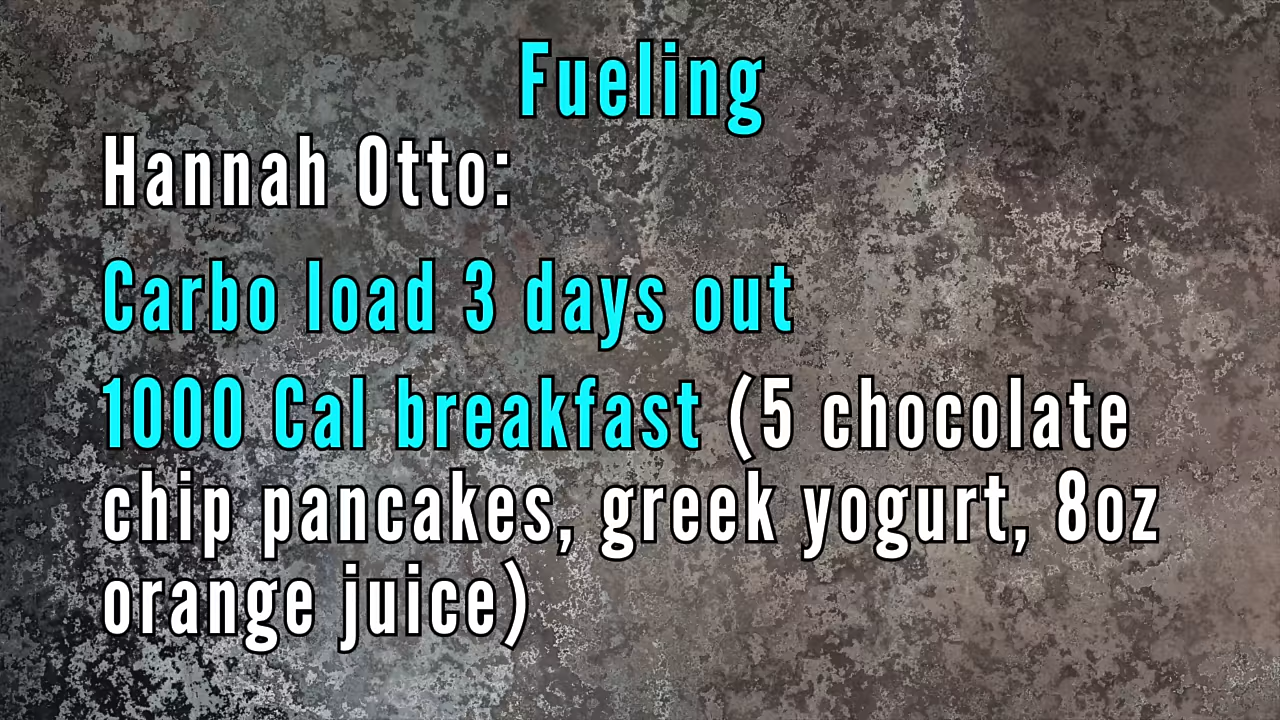 Fueling
Hannah Otto:
Carbo load 3 days out
1000 Cal breakfast (5 chocolate
chip pancakes, greek yogurt, 8oz
orange juice)